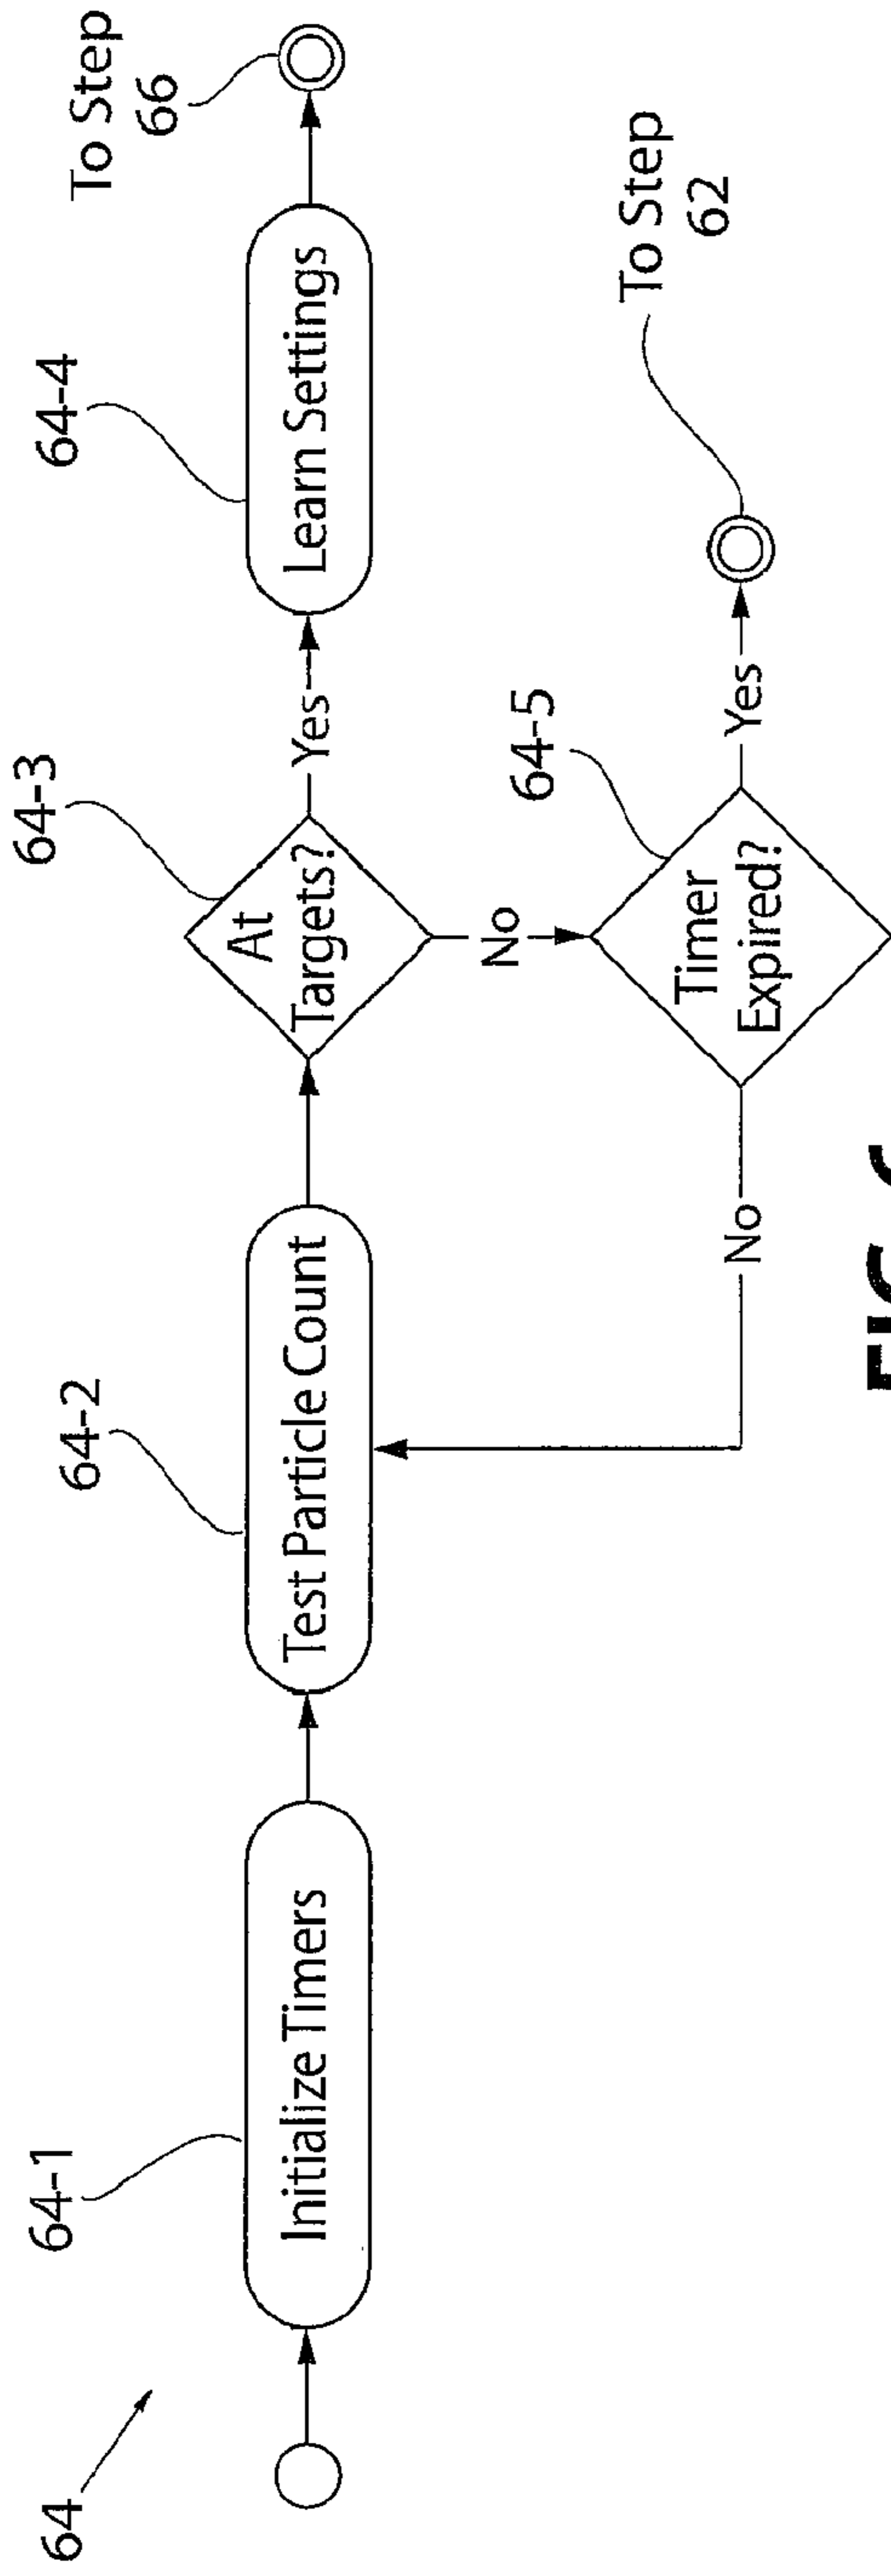 64
64-1
Initialize Timers
64-2
Test Particle Count
64-3
At
Targets?
Yes
64-4
Learn Settings
To Step
66
No
64-5
Timer
Expired?
Yes
To Step
62
No